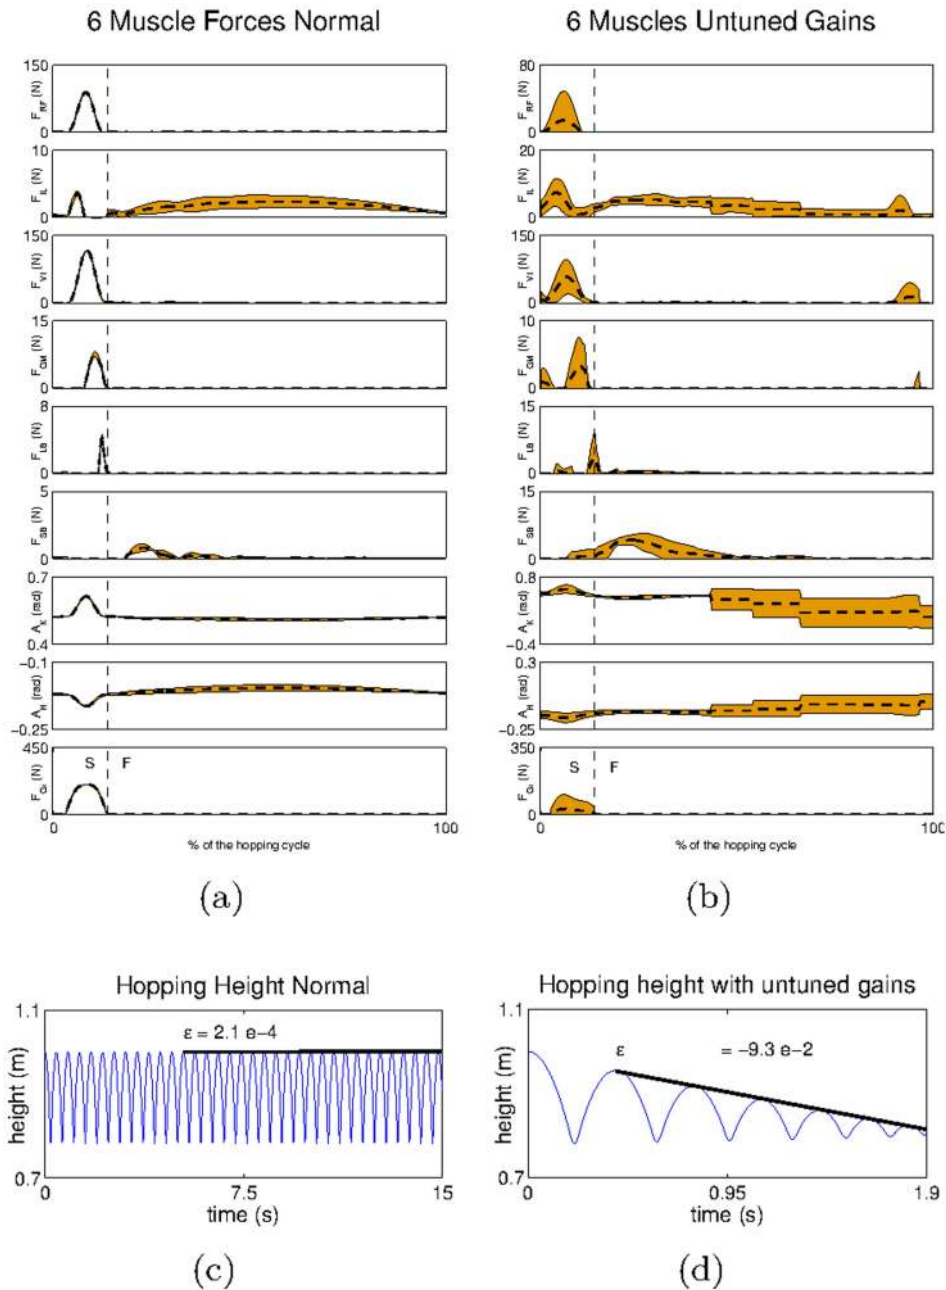 6 Muscle Forces Normal
6 Muscles Untuned Gains
150
F_RF (N)
0
80
F_RF (N)
0
10
F_IL (N)
0
20
F_IL (N)
0
150
F_VI (N)
0
150
F_VI (N)
0
15
F_GM (N)
0
10
F_GM (N)
0
8
F_LB (N)
0
15
F_LB (N)
0
5
F_SB (N)
0
15
F_SB (N)
0
0.7
A_K (rad)
0.4
0.8
A_K (rad)
-0.4
-0.1
A_H (rad)
-0.25
0.3
A_H (rad)
-0.25
450
F_G (N)
S F
0
0 100
% of the hopping cycle
350
F_G (N)
S F
0
0 100
% of the hopping cycle
(a)
(b)
Hopping Height Normal
1.1
height (m)
0.7
ε = 2.1 e-4
0 7.5 15
time (s)
Hopping height with untuned gains
1.1
height (m)
0.7
ε = -9.3 e-2
0 0.95 1.9
time (s)
(c)
(d)